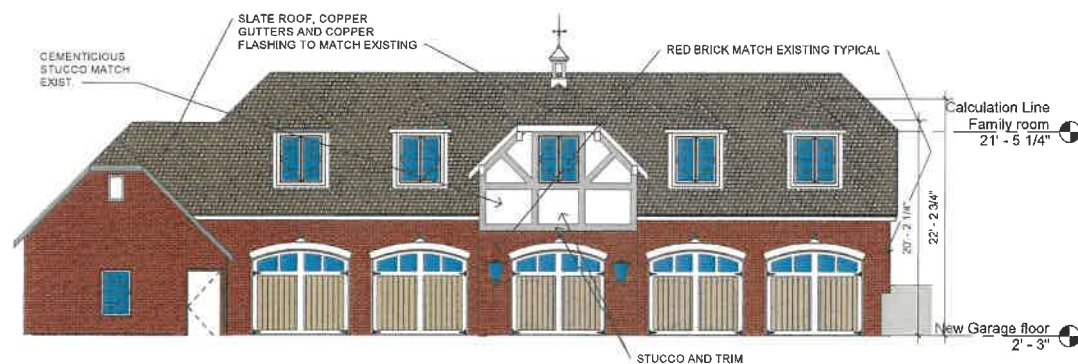 SLATE ROOF, COPPER
GUTTERS AND COPPER
FLASHING TO MATCH EXISTING
CEMENTICIOUS
STUCCO MATCH
EXIST.
RED BRICK MATCH EXISTING TYPICAL
Calculation Line
Family room
21' - 5 1/4"
20' - 2 1/4"
22' - 2 3/4"
New Garage floor
2' - 3"
STUCCO AND TRIM